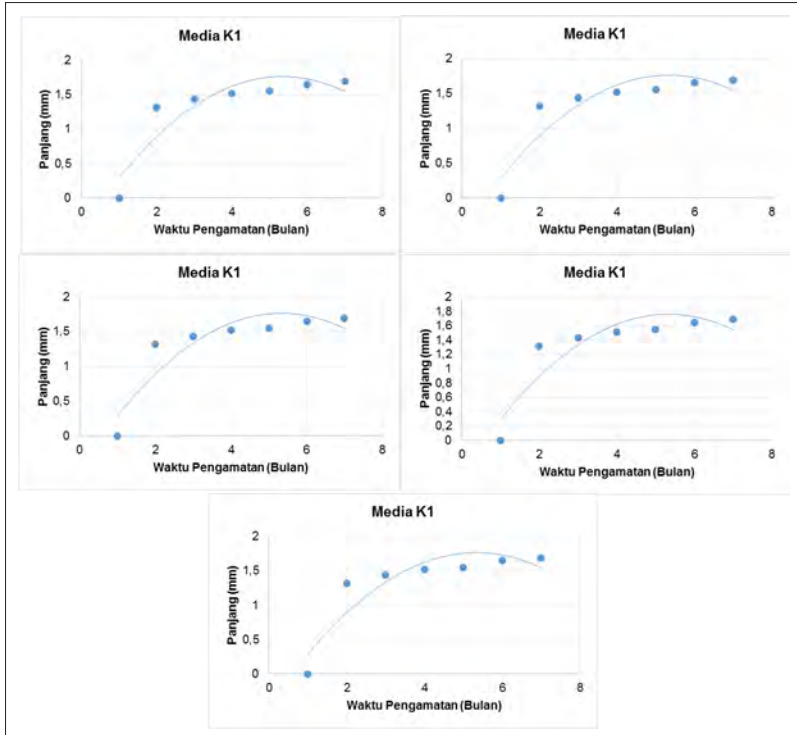 Media K1
Panjang (mm)
2
1,5
1
0,5
0
0 2 4 6 8
Waktu Pengamatan (Bulan)
Media K1
Panjang (mm)
2
1,5
1
0,5
0
0 2 4 6 8
Waktu Pengamatan (Bulan)
Media K1
Panjang (mm)
2
1,5
1
0,5
0
0 2 4 6 8
Waktu Pengamatan (Bulan)
Media K1
Panjang (mm)
2
1,8
1,6
1,4
1,2
1
0,8
0,6
0,4
0,2
0
0 2 4 6 8
Waktu Pengamatan (Bulan)
Media K1
Panjang (mm)
2
1,5
1
0,5
0
0 2 4 6 8
Waktu Pengamatan (Bulan)